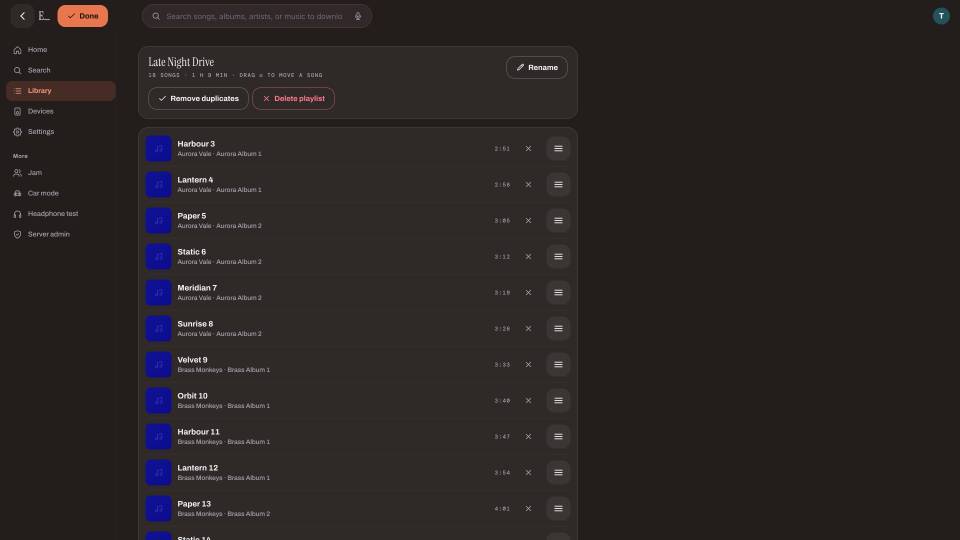 E...
Done
Search songs, albums, artists, or music to downlo
T
Home
Search
Library
Devices
Settings
More
Jam
Car mode
Headphone test
Server admin
Late Night Drive
Rename
Remove duplicates
Delete playlist
Harbour 3
Aurora Vale · Aurora Album 1
2:51
Lantern 4
Aurora Vale · Aurora Album 1
2:58
Paper 5
Aurora Vale · Aurora Album 2
3:05
Static 6
Aurora Vale · Aurora Album 2
3:12
Meridian 7
Aurora Vale · Aurora Album 2
3:19
Sunrise 8
Aurora Vale · Aurora Album 2
3:26
Velvet 9
Brass Monkeys · Brass Album 1
3:33
Orbit 10
Brass Monkeys · Brass Album 1
3:40
Harbour 11
Brass Monkeys · Brass Album 1
3:47
Lantern 12
Brass Monkeys · Brass Album 1
3:54
Paper 13
Brass Monkeys · Brass Album 2
4:01
Static 14